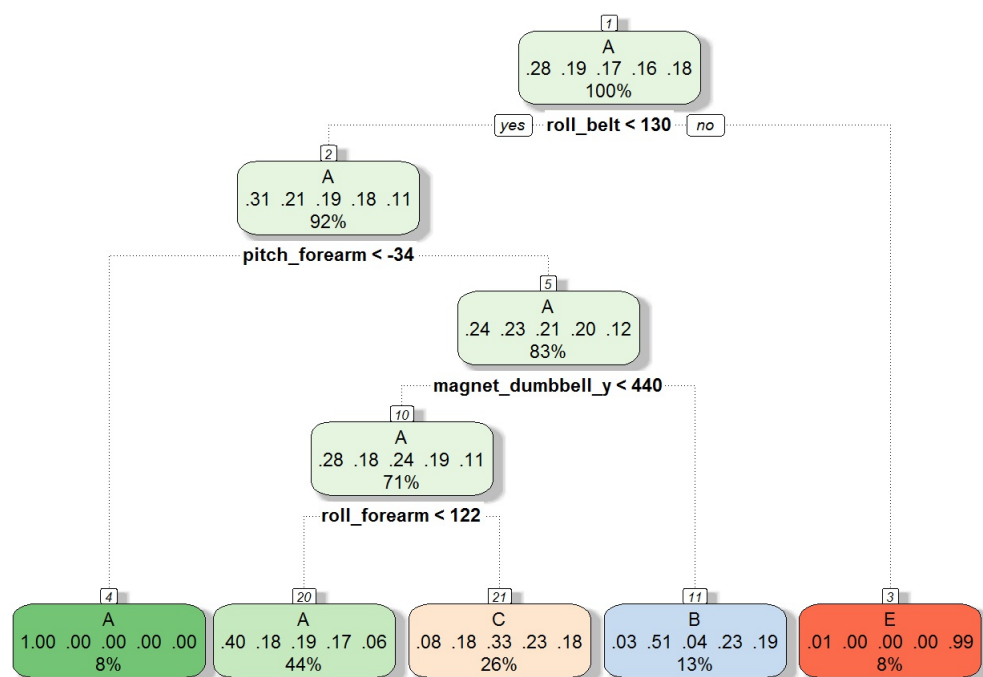 1
A
.28 .19 .17 .16 .18
100%
yes roll_belt < 130 no
2
A
.31 .21 .19 .18 .11
92%
pitch_forearm < -34
5
A
.24 .23 .21 .20 .12
83%
magnet_dumbbell_y < 440
10
A
.28 .18 .24 .19 .11
71%
roll_forearm < 122
4
A
1.00 .00 .00 .00 .00
8%
20
A
.40 .18 .19 .17 .06
44%
21
C
.08 .18 .33 .23 .18
26%
11
B
.03 .51 .04 .23 .19
13%
3
E
.01 .00 .00 .00 .99
8%